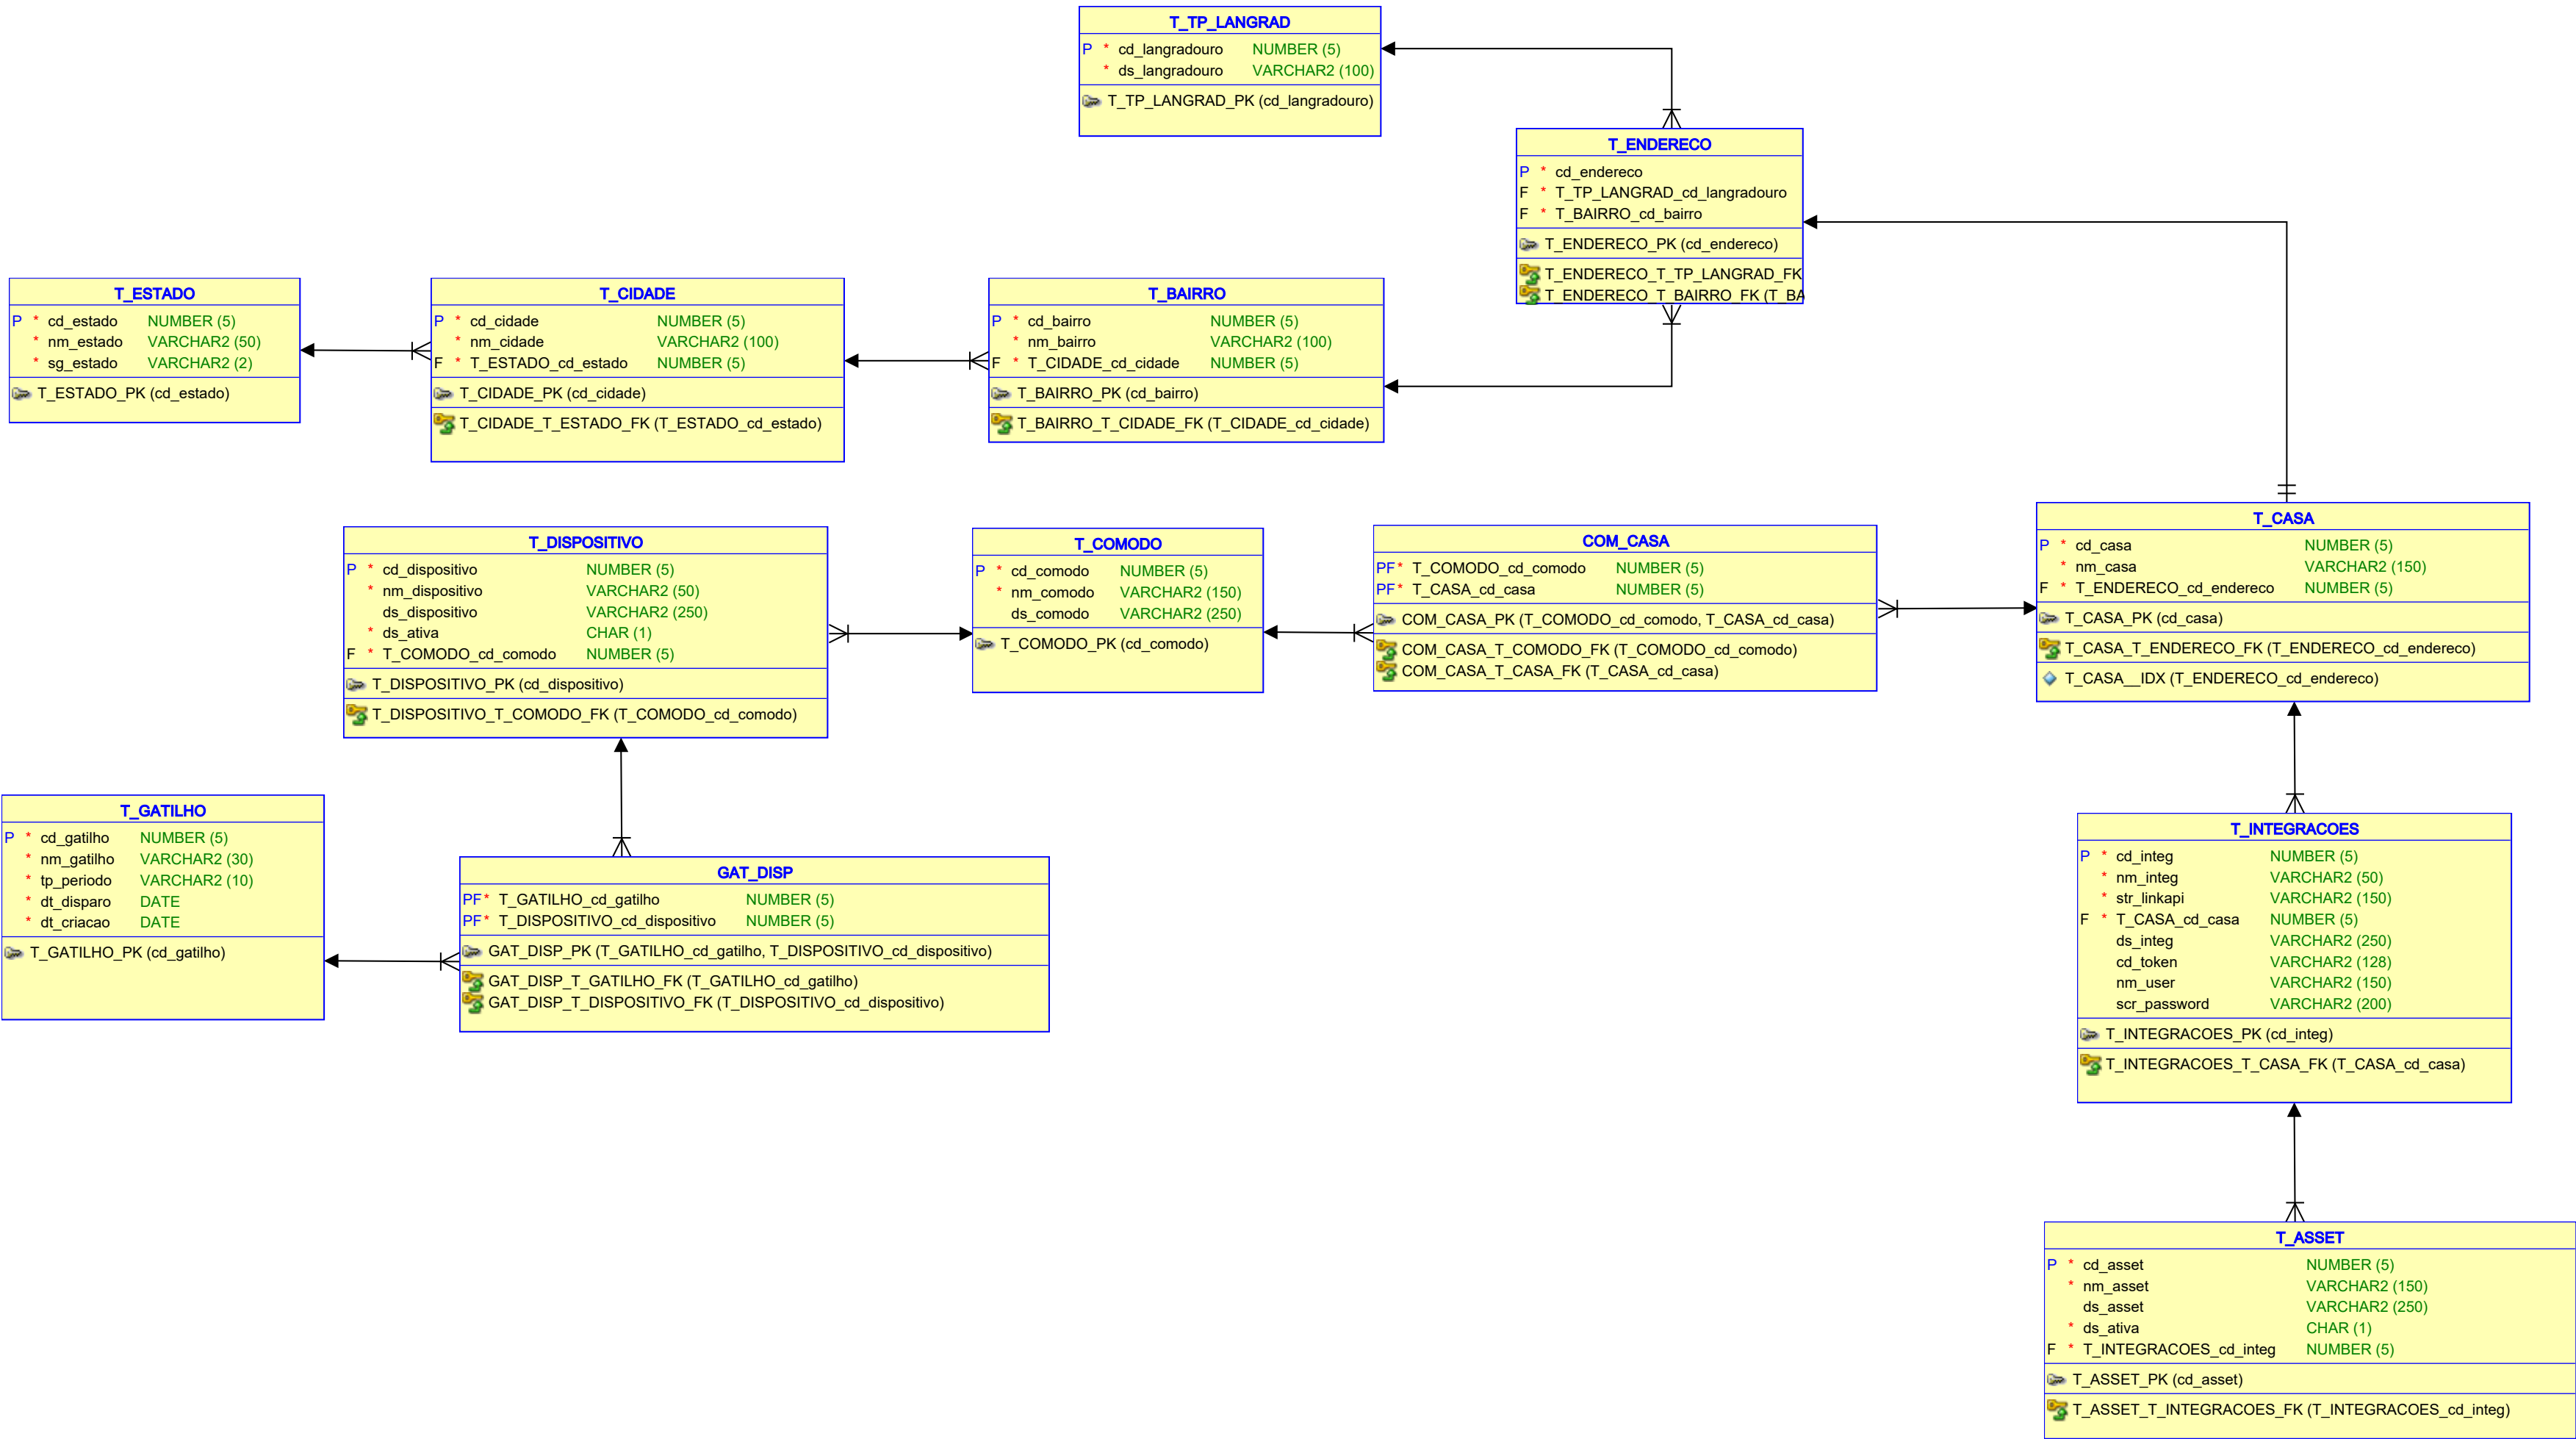 T_TP_LANGRAD
P * cd_langradouro NUMBER (5)
* ds_langradouro VARCHAR2 (100)
T_TP_LANGRAD_PK (cd_langradouro)
T_ENDERECO
P * cd_endereco
F * T_TP_LANGRAD_cd_langradouro
F * T_BAIRRO_cd_bairro
T_ENDERECO_PK (cd_endereco)
T_ENDERECO_T_TP_LANGRAD_FK
T_ENDERECO_T_BAIRRO_FK (T_BA
T_ESTADO
P * cd_estado NUMBER (5)
* nm_estado VARCHAR2 (50)
* sg_estado VARCHAR2 (2)
T_ESTADO_PK (cd_estado)
T_CIDADE
P * cd_cidade NUMBER (5)
* nm_cidade VARCHAR2 (100)
F * T_ESTADO_cd_estado NUMBER (5)
T_CIDADE_PK (cd_cidade)
T_CIDADE_T_ESTADO_FK (T_ESTADO_cd_estado)
T_BAIRRO
P * cd_bairro NUMBER (5)
* nm_bairro VARCHAR2 (100)
F * T_CIDADE_cd_cidade NUMBER (5)
T_BAIRRO_PK (cd_bairro)
T_BAIRRO_T_CIDADE_FK (T_CIDADE_cd_cidade)
T_DISPOSITIVO
P * cd_dispositivo NUMBER (5)
* nm_dispositivo VARCHAR2 (50)
ds_dispositivo VARCHAR2 (250)
* ds_ativa CHAR (1)
F * T_COMODO_cd_comodo NUMBER (5)
T_DISPOSITIVO_PK (cd_dispositivo)
T_DISPOSITIVO_T_COMODO_FK (T_COMODO_cd_comodo)
T_COMODO
P * cd_comodo NUMBER (5)
* nm_comodo VARCHAR2 (150)
ds_comodo VARCHAR2 (250)
T_COMODO_PK (cd_comodo)
COM_CASA
PF* T_COMODO_cd_comodo NUMBER (5)
PF* T_CASA_cd_casa NUMBER (5)
COM_CASA_PK (T_COMODO_cd_comodo, T_CASA_cd_casa)
COM_CASA_T_COMODO_FK (T_COMODO_cd_comodo)
COM_CASA_T_CASA_FK (T_CASA_cd_casa)
T_CASA
P * cd_casa NUMBER (5)
* nm_casa VARCHAR2 (150)
F * T_ENDERECO_cd_endereco NUMBER (5)
T_CASA_PK (cd_casa)
T_CASA_T_ENDERECO_FK (T_ENDERECO_cd_endereco)
T_CASA__IDX (T_ENDERECO_cd_endereco)
T_GATILHO
P * cd_gatilho NUMBER (5)
* nm_gatilho VARCHAR2 (30)
* tp_periodo VARCHAR2 (10)
* dt_disparo DATE
* dt_criacao DATE
T_GATILHO_PK (cd_gatilho)
GAT_DISP
PF* T_GATILHO_cd_gatilho NUMBER (5)
PF* T_DISPOSITIVO_cd_dispositivo NUMBER (5)
GAT_DISP_PK (T_GATILHO_cd_gatilho, T_DISPOSITIVO_cd_dispositivo)
GAT_DISP_T_GATILHO_FK (T_GATILHO_cd_gatilho)
GAT_DISP_T_DISPOSITIVO_FK (T_DISPOSITIVO_cd_dispositivo)
T_INTEGRACOES
P * cd_integ NUMBER (5)
* nm_integ VARCHAR2 (50)
* str_linkapi VARCHAR2 (150)
F * T_CASA_cd_casa NUMBER (5)
ds_integ VARCHAR2 (250)
cd_token VARCHAR2 (128)
nm_user VARCHAR2 (150)
scr_password VARCHAR2 (200)
T_INTEGRACOES_PK (cd_integ)
T_INTEGRACOES_T_CASA_FK (T_CASA_cd_casa)
T_ASSET
P * cd_asset NUMBER (5)
* nm_asset VARCHAR2 (150)
ds_asset VARCHAR2 (250)
* ds_ativa CHAR (1)
F * T_INTEGRACOES_cd_integ NUMBER (5)
T_ASSET_PK (cd_asset)
T_ASSET_T_INTEGRACOES_FK (T_INTEGRACOES_cd_integ)